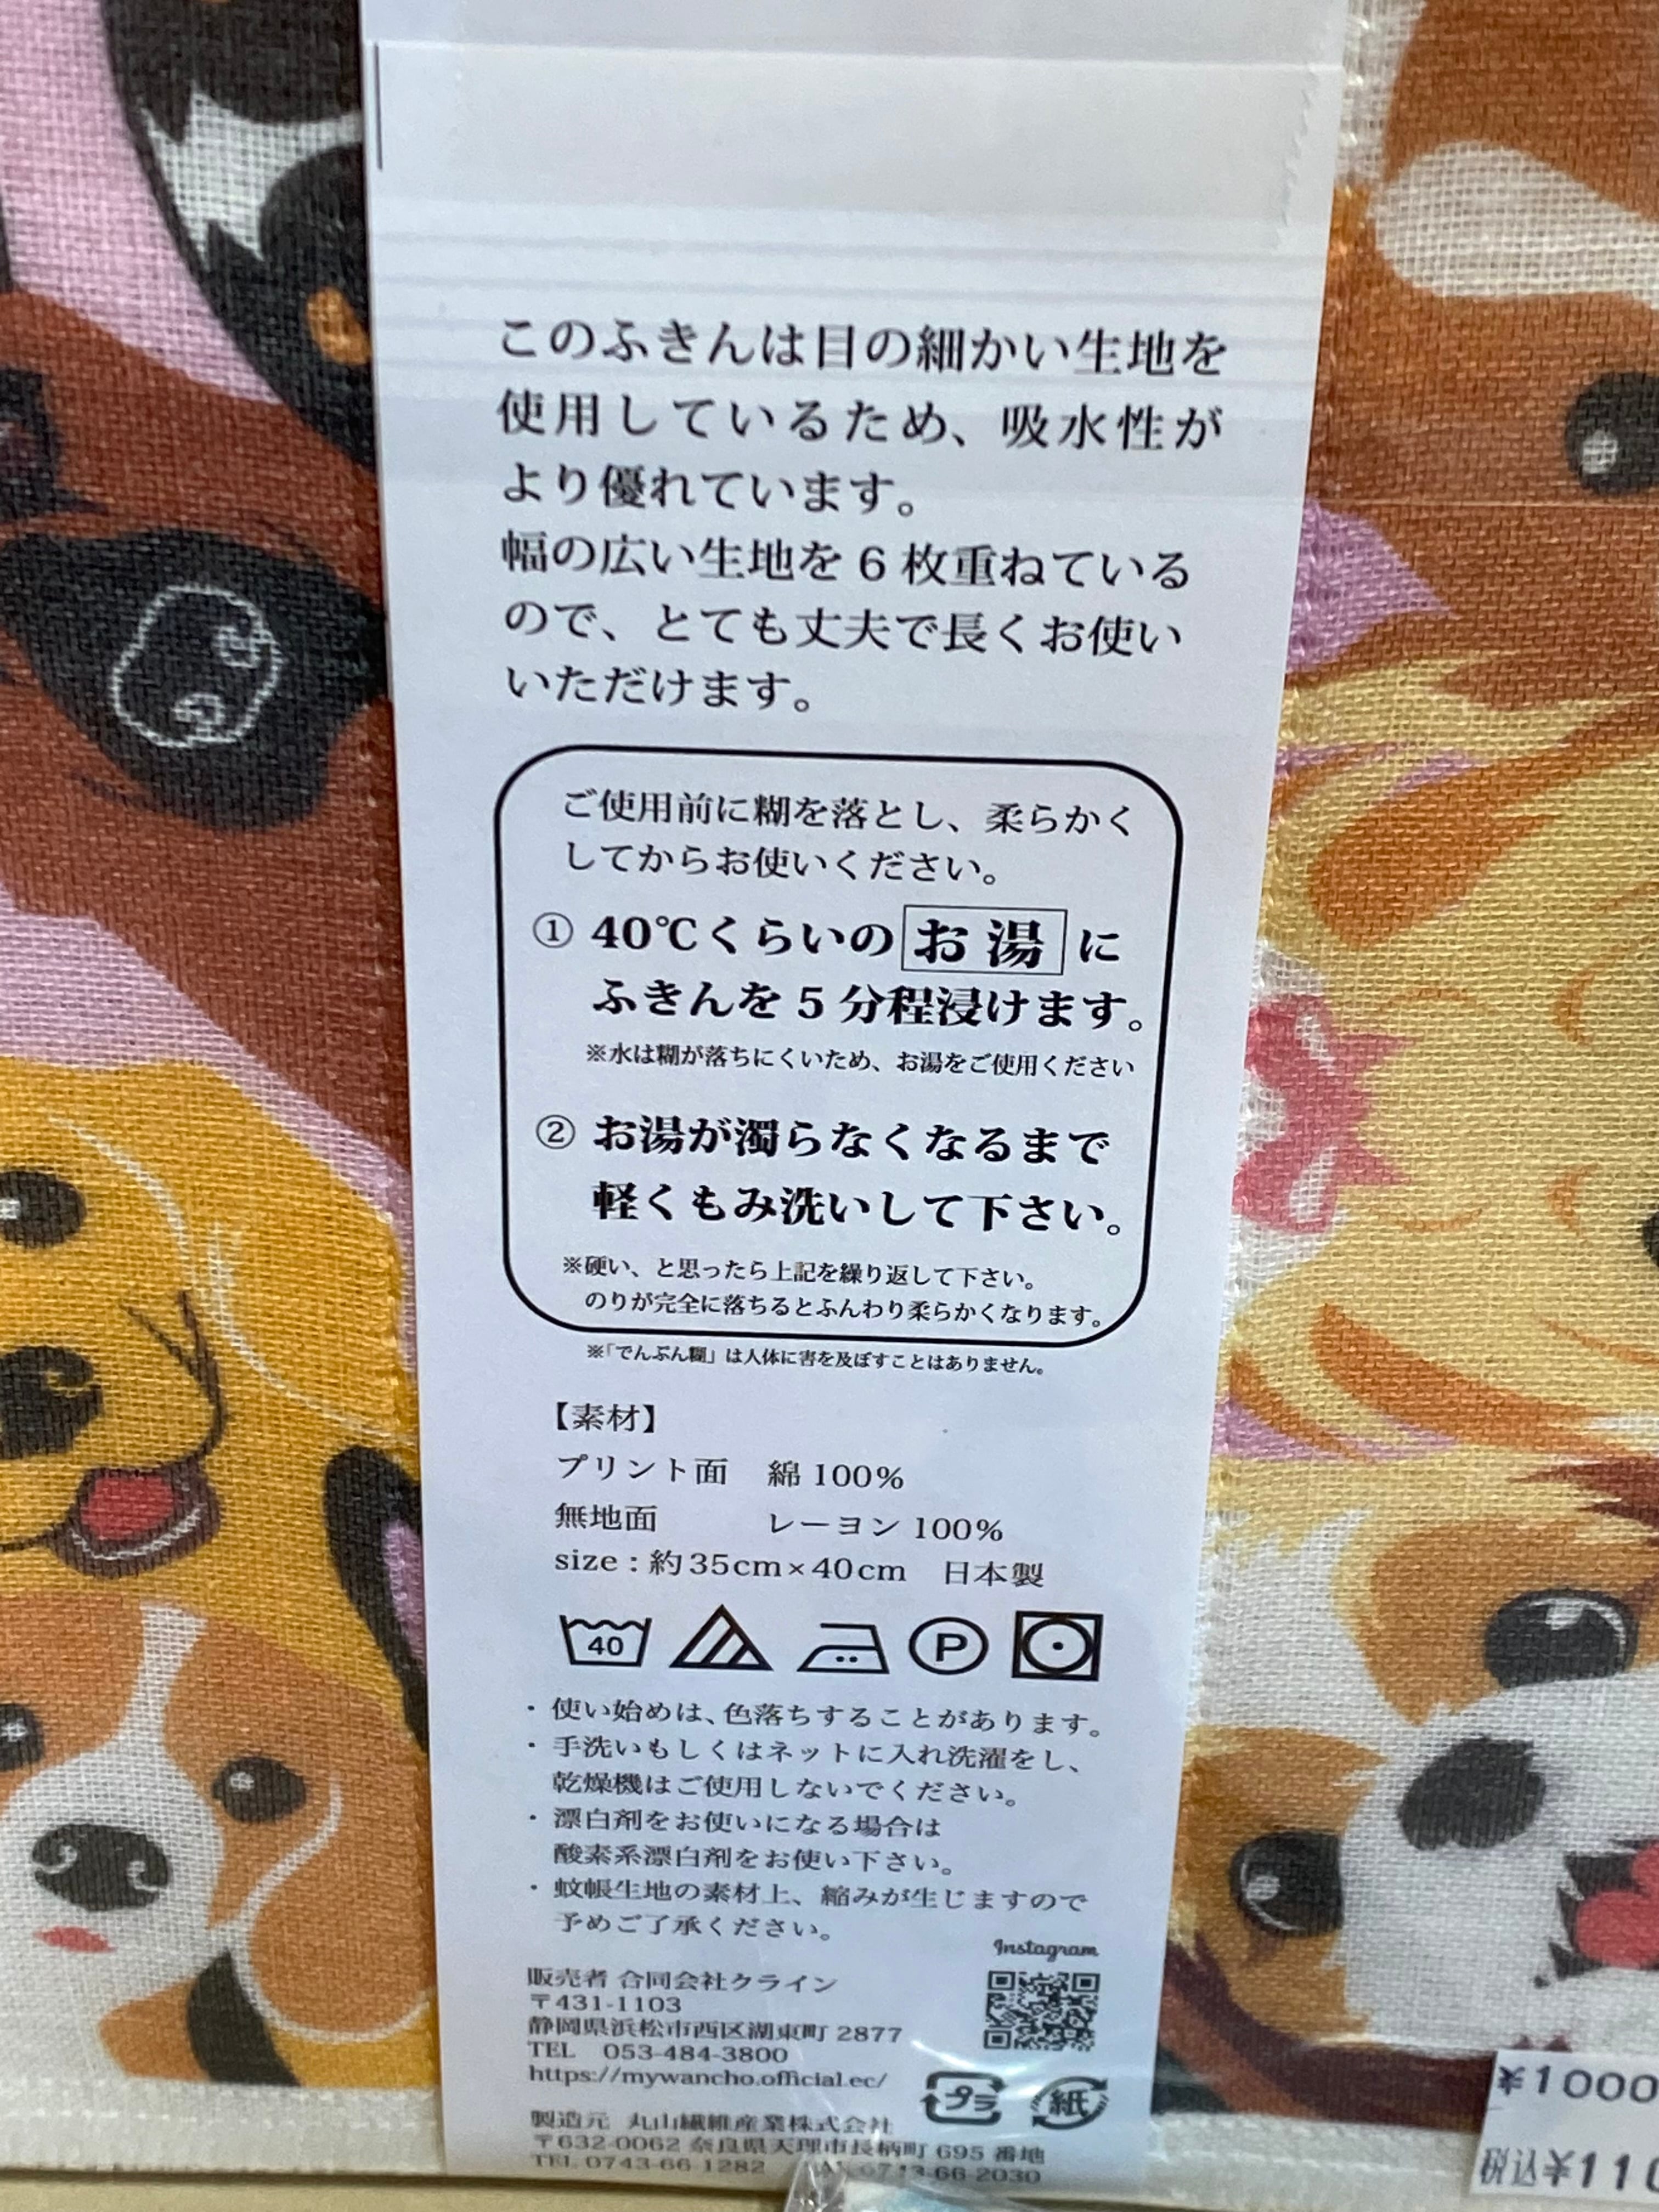 このふきんは目の細かい生地を
使用しているため、吸水性が
より優れています。
幅の広い生地を6枚重ねている
ので、とても丈夫で長くお使い
いただけます。
ご使用前に糊を落とし、柔らかく
してからお使いください。
① 40℃くらいのお湯に
ふきんを5分程浸けます。
※水は糊が落ちにくいため、お湯をご使用ください
② お湯が濁らなくなるまで
軽くもみ洗いして下さい。
※硬い、と思ったら上記を繰り返して下さい。
のりが完全に落ちるとふんわり柔らかくなります。
※「でんぷん糊」は人体に害を及ぼすことはありません。
【素材】
プリント面 綿100%
無地面 レーヨン100%
size:約35cm×40cm 日本製
40 P
・使い始めは、色落ちすることがあります。
・手洗いもしくはネットに入れ洗濯をし、
乾燥機はご使用しないでください。
・漂白剤をお使いになる場合は
酸素系漂白剤をお使い下さい。
・蚊帳生地の素材上、縮みが生じますので
予めご了承ください。
Instagram
販売者 合同会社クライン
〒431-1103
静岡県浜松市西区湖東町2877
TEL 053-484-3800
https://mywancho.official.ec/
プラ 紙
製造元 丸山繊維産業株式会社
〒632-0062 奈良県天理市長柄町695番地
TEL 0743-66-1282 0743-66-2030
¥1000
税込¥110